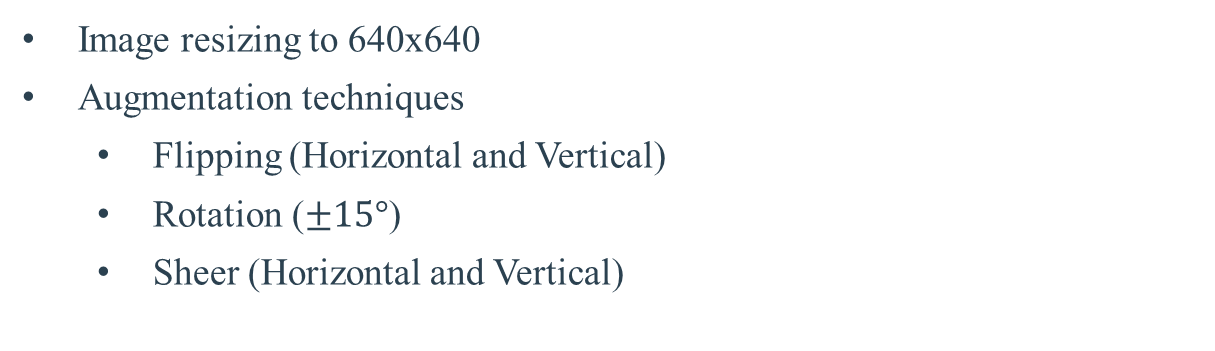 • Image resizing to 640x640
• Augmentation techniques
• Flipping (Horizontal and Vertical)
• Rotation (±15°)
• Sheer (Horizontal and Vertical)